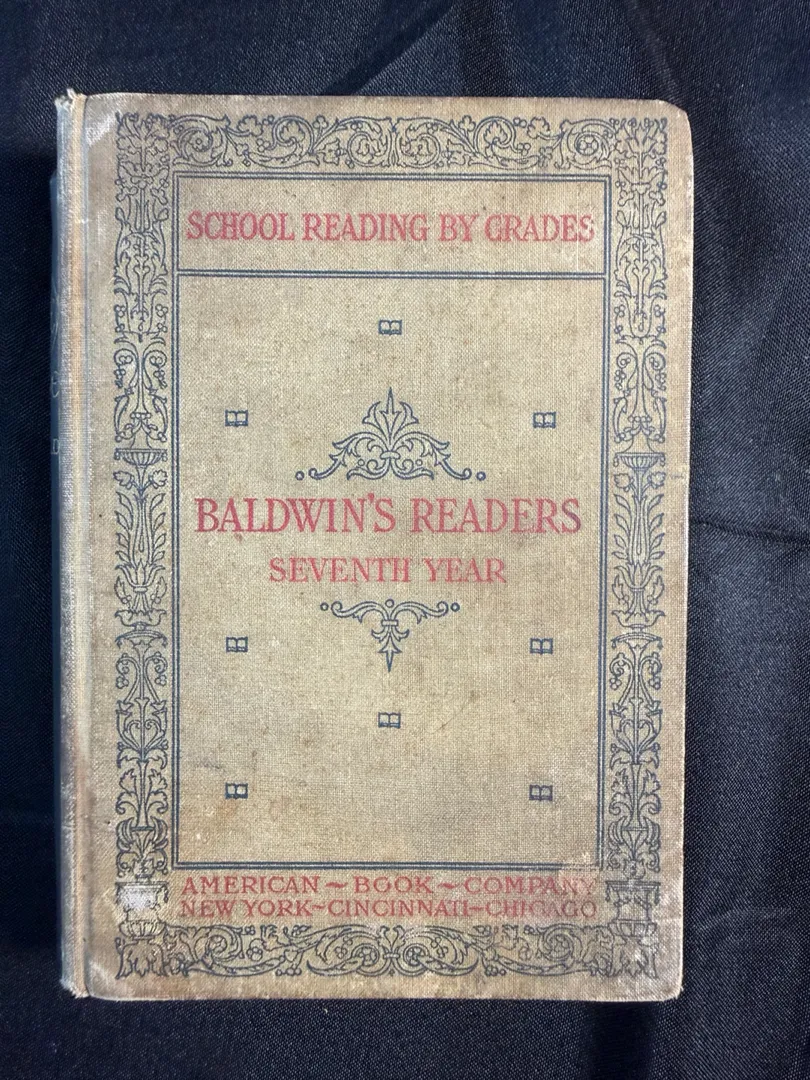 SCHOOL READING BY GRADES
BALDWIN'S READERS
SEVENTH YEAR
AMERICAN ~ BOOK ~ COMPANY
NEW YORK~CINCINNATI~CHICAGO